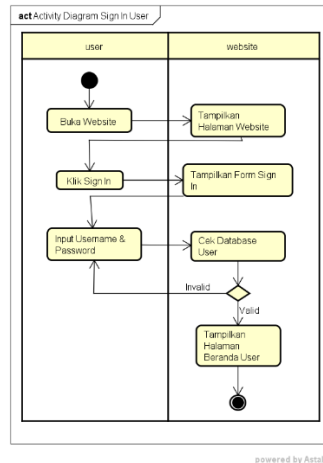 act Activity Diagram Sign In User
user
website
Buka Website
Tampilkan
Halaman Website
Klik Sign In
Tampilkan Form Sign
In
Input Username &
Password
Cek Database
User
Invalid
Valid
Tampilkan
Halaman
Beranda User
powered by Astah